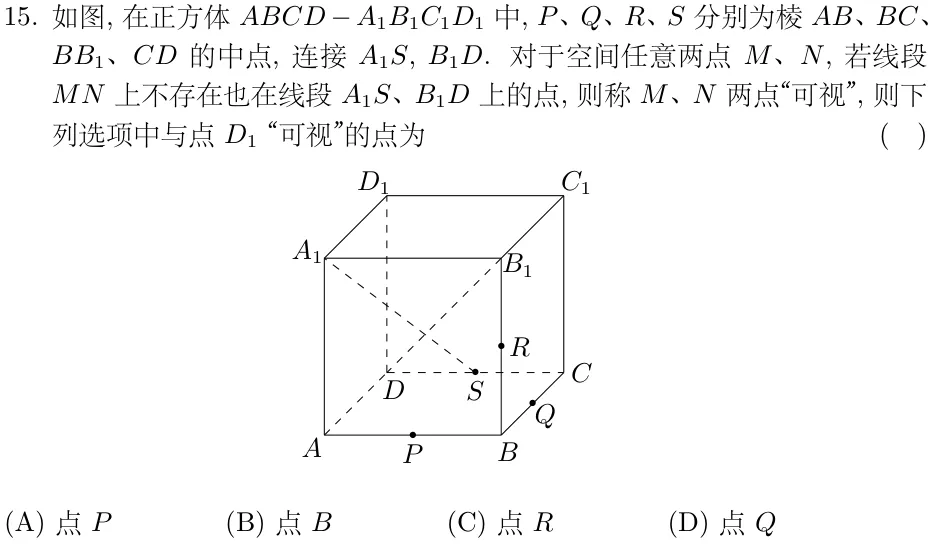 15. 如图, 在正方体 ABCD − A₁B₁C₁D₁ 中, P、Q、R、S 分别为棱 AB、BC、
BB₁、CD 的中点, 连接 A₁S, B₁D. 对于空间任意两点 M、N, 若线段
MN 上不存在也在线段 A₁S、B₁D 上的点, 则称 M、N 两点“可视”, 则下
列选项中与点 D₁ “可视”的点为 ( )
D₁ C₁
A₁ B₁
R
D S C
Q
A P B
(A) 点 P (B) 点 B (C) 点 R (D) 点 Q